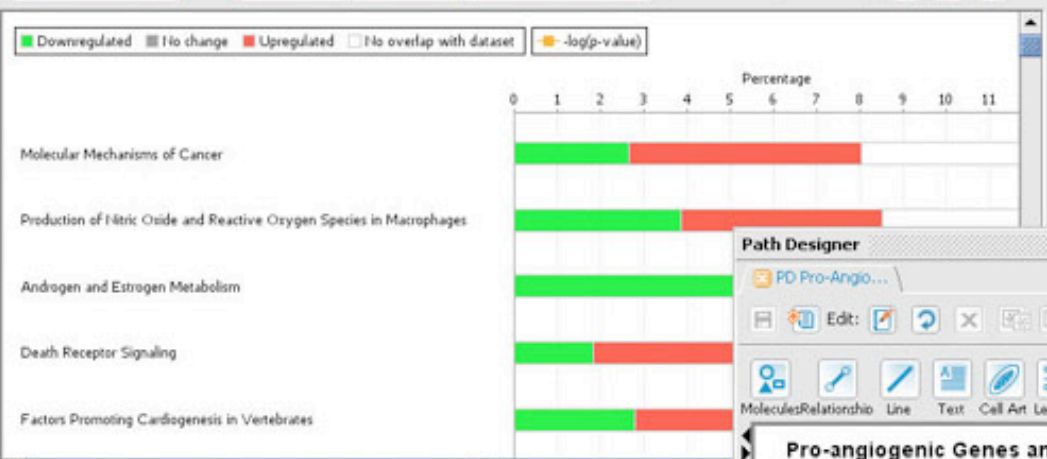 Downregulated No change Upregulated No overlap with dataset -log(p-value)
Percentage
0 1 2 3 4 5 6 7 8 9 10 11
Molecular Mechanisms of Cancer
Production of Nitric Oxide and Reactive Oxygen Species in Macrophages
Androgen and Estrogen Metabolism
Death Receptor Signaling
Factors Promoting Cardiogenesis in Vertebrates
Path Designer
PD Pro-Angio...
Edit:
Molecules Relationship Line Text Cell Art Le
Pro-angiogenic Genes an